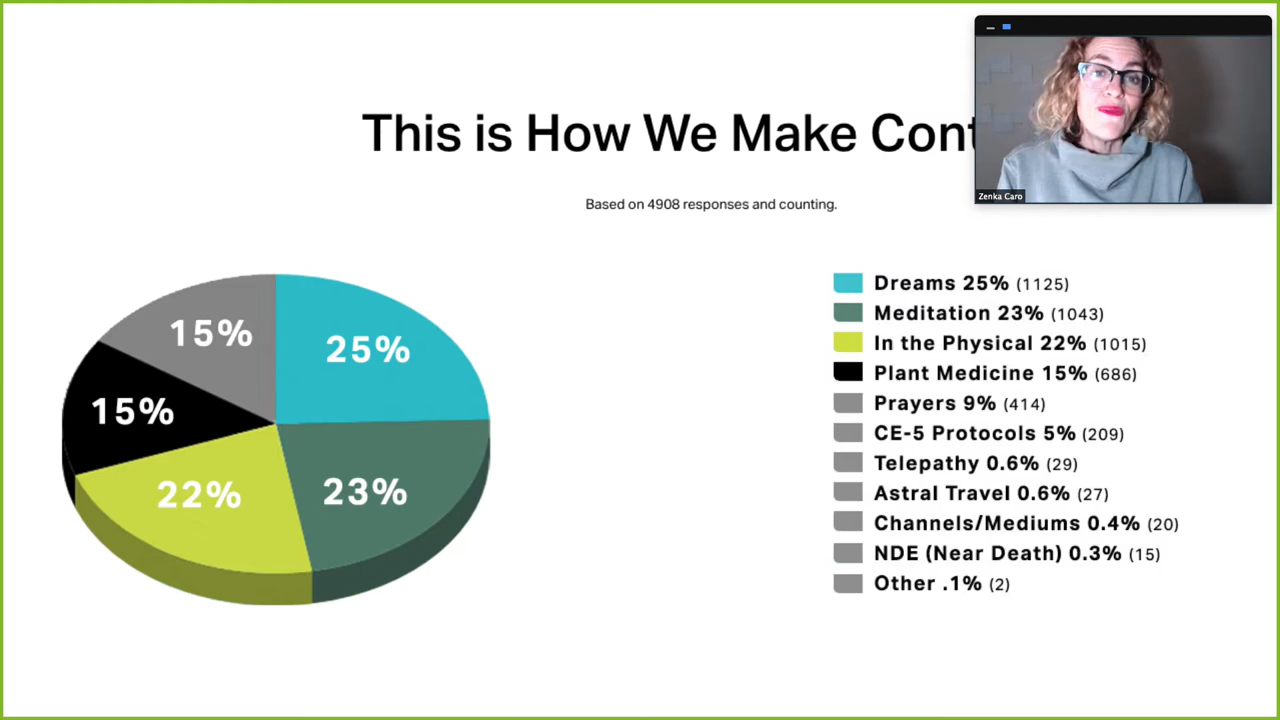 This is How We Make Cont
Based on 4908 responses and counting.
Zenka Caro
15%
25%
15%
22%
23%
Dreams 25% (1125)
Meditation 23% (1043)
In the Physical 22% (1015)
Plant Medicine 15% (686)
Prayers 9% (414)
CE-5 Protocols 5% (209)
Telepathy 0.6% (29)
Astral Travel 0.6% (27)
Channels/Mediums 0.4% (20)
NDE (Near Death) 0.3% (15)
Other .1% (2)